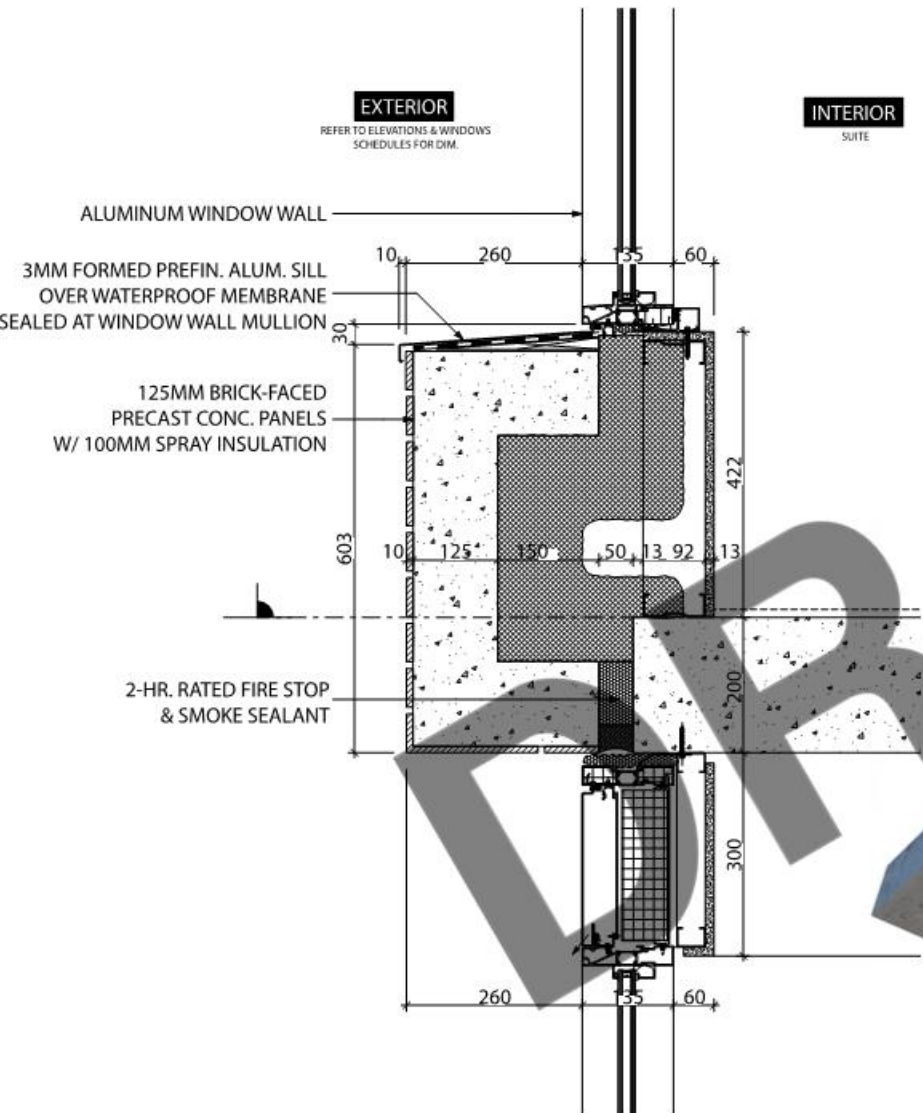 EXTERIOR
REFER TO ELEVATIONS & WINDOWS
SCHEDULES FOR DIM.
INTERIOR
SUITE
ALUMINUM WINDOW WALL
10 260 135 60
3MM FORMED PREFIN. ALUM. SILL
OVER WATERPROOF MEMBRANE
SEALED AT WINDOW WALL MULLION
30
125MM BRICK-FACED
PRECAST CONC. PANELS
W/ 100MM SPRAY INSULATION
422
603
10 125 150 50 13 92 13
2-HR. RATED FIRE STOP
& SMOKE SEALANT
200
300
260 135 60